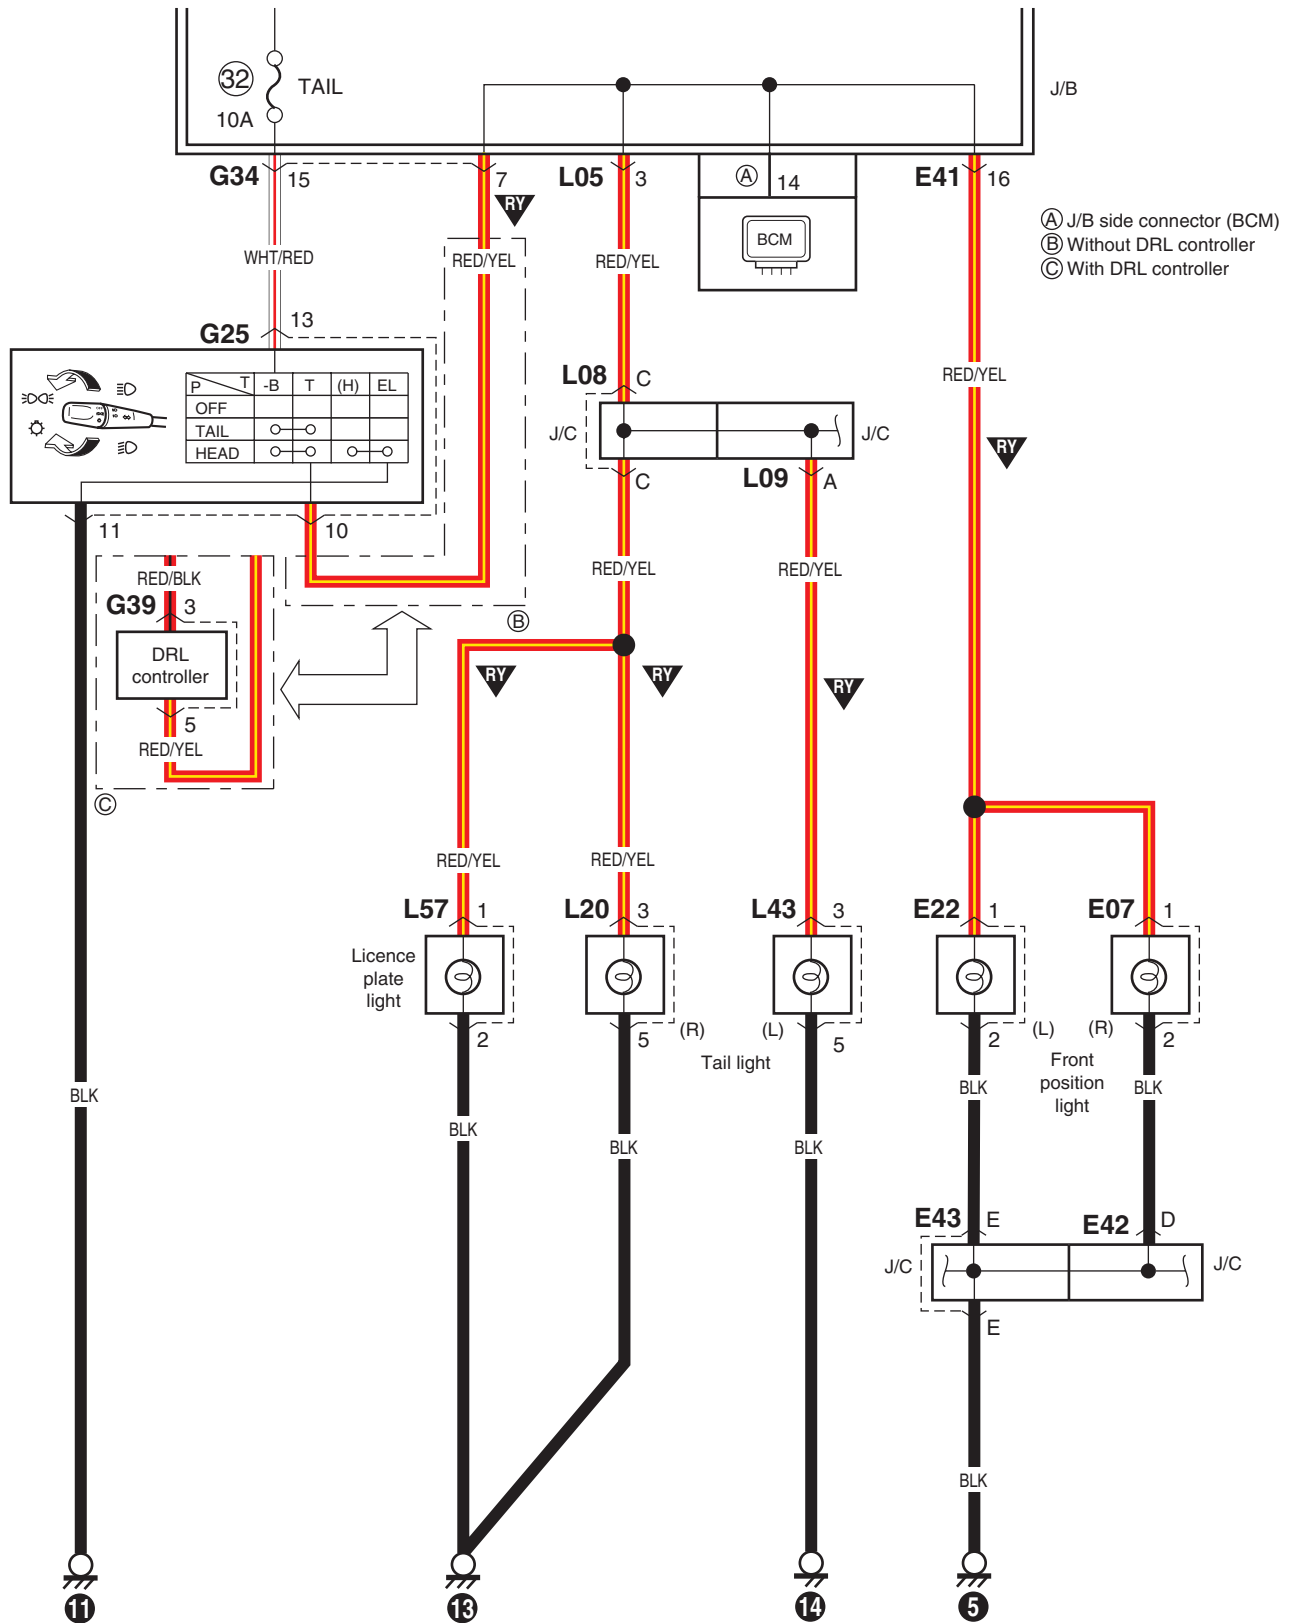 32
TAIL
10A
J/B
G34
15
7
RY
L05
3
A
14
E41
16
BCM
A J/B side connector (BCM)
B Without DRL controller
C With DRL controller
WHT/RED
RED/YEL
RED/YEL
G25
13
P T -B T (H) EL
OFF
TAIL
HEAD
RED/YEL
L08
C
J/C
J/C
C
L09
A
RY
11
10
RED/BLK
G39
3
DRL
controller
5
RED/YEL
C
B
RED/YEL
RED/YEL
RY
RY
RY
RED/YEL
RED/YEL
L57
1
L20
3
L43
3
E22
1
E07
1
Licence
plate
light
2
5
(R)
(L)
5
Tail light
2
(L)
(R)
2
Front
position
light
BLK
BLK
BLK
BLK
BLK
BLK
E43
E
E42
D
J/C
J/C
E
BLK
11
13
14
5